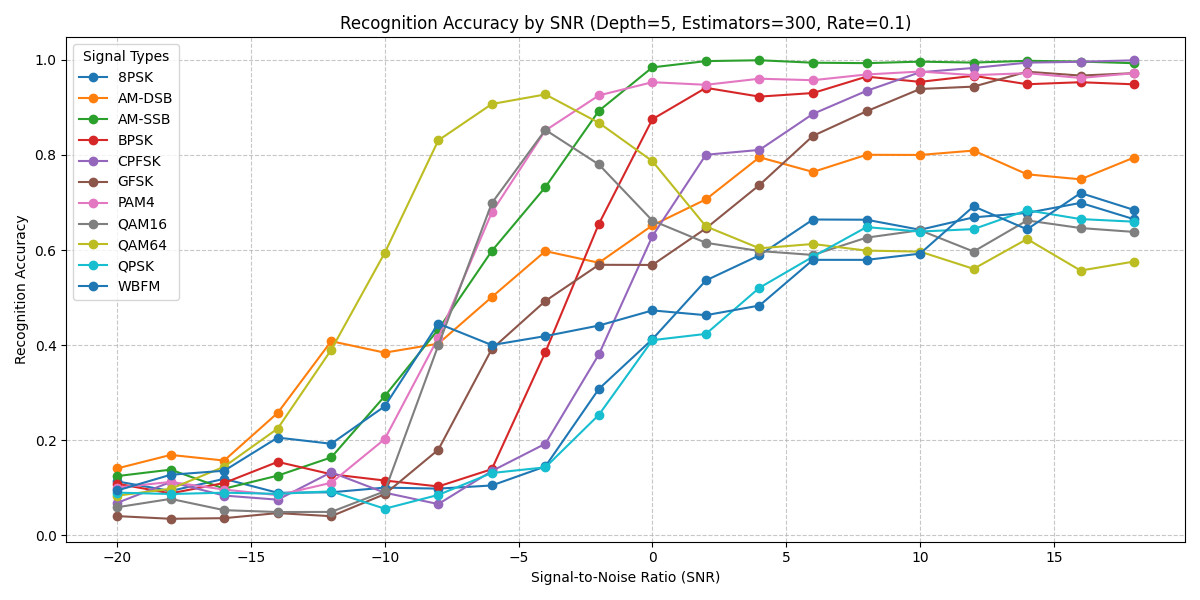 Recognition Accuracy by SNR (Depth=5, Estimators=300, Rate=0.1)
Signal Types
8PSK
AM-DSB
AM-SSB
BPSK
CPFSK
GFSK
PAM4
QAM16
QAM64
QPSK
WBFM
Recognition Accuracy
1.0
0.8
0.6
0.4
0.2
0.0
−20 −15 −10 −5 0 5 10 15
Signal-to-Noise Ratio (SNR)